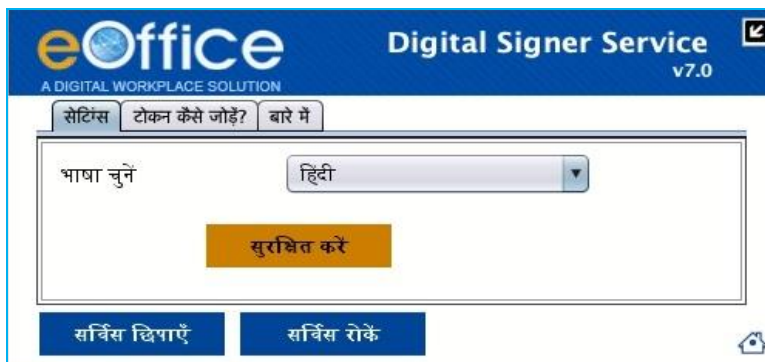 eOffice
A DIGITAL WORKPLACE SOLUTION
Digital Signer Service
v7.0
सेटिंग्स टोकन कैसे जोड़ें? बारे में
भाषा चुनें हिंदी
सुरक्षित करें
सर्विस छिपाएँ सर्विस रोकें